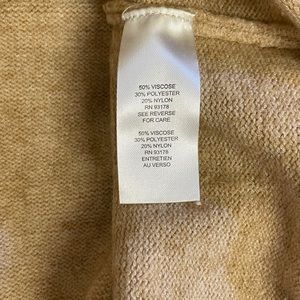 50% VISCOSE
30% POLYESTER
20% NYLON
RN 93178
SEE REVERSE
FOR CARE
50% VISCOSE
30% POLYESTER
20% NYLON
RN 93178
ENTRETIEN
AU VERSO